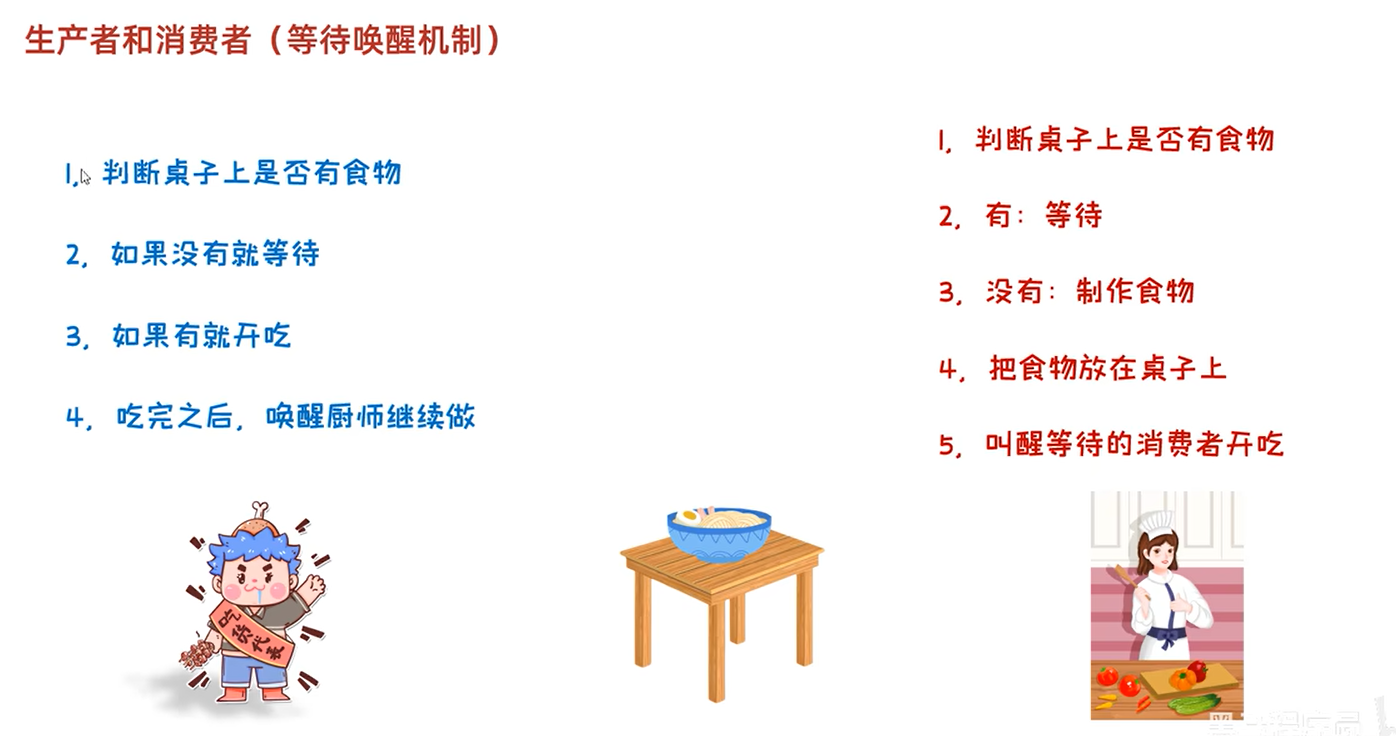 生产者和消费者（等待唤醒机制）
1, 判断桌子上是否有食物
2, 如果没有就等待
3, 如果有就开吃
4, 吃完之后, 唤醒厨师继续做
1, 判断桌子上是否有食物
2, 有: 等待
3, 没有: 制作食物
4, 把食物放在桌子上
5, 叫醒等待的消费者开吃
吃货代表